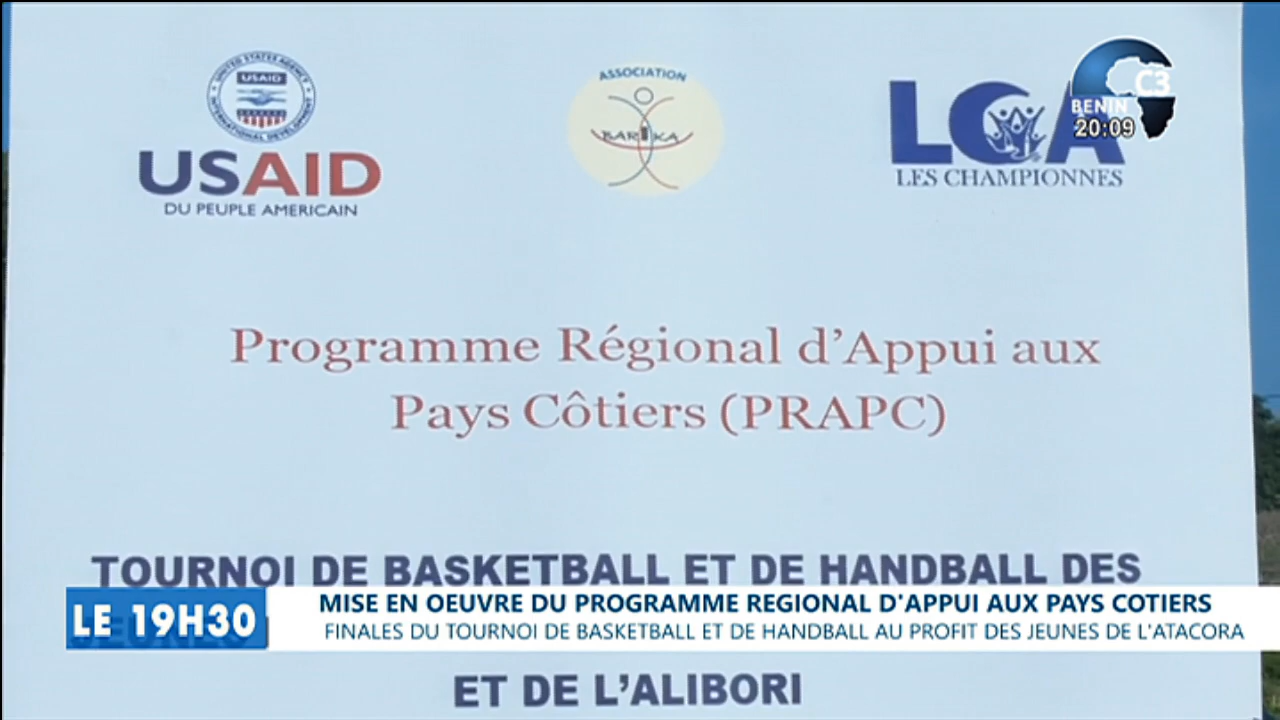 UNITED STATES AGENCY
USAID
INTERNATIONAL DEVELOPMENT
USAID
DU PEUPLE AMERICAIN
ASSOCIATION
BARIKA
LCA
LES CHAMPIONNES
C3
BENIN
20:09
Programme Régional d'Appui aux
Pays Côtiers (PRAPC)
TOURNOI DE BASKETBALL ET DE HANDBALL DES
LE 19H30
MISE EN OEUVRE DU PROGRAMME REGIONAL D'APPUI AUX PAYS COTIERS
FINALES DU TOURNOI DE BASKETBALL ET DE HANDBALL AU PROFIT DES JEUNES DE L'ATACORA
ET DE L'ALIBORI